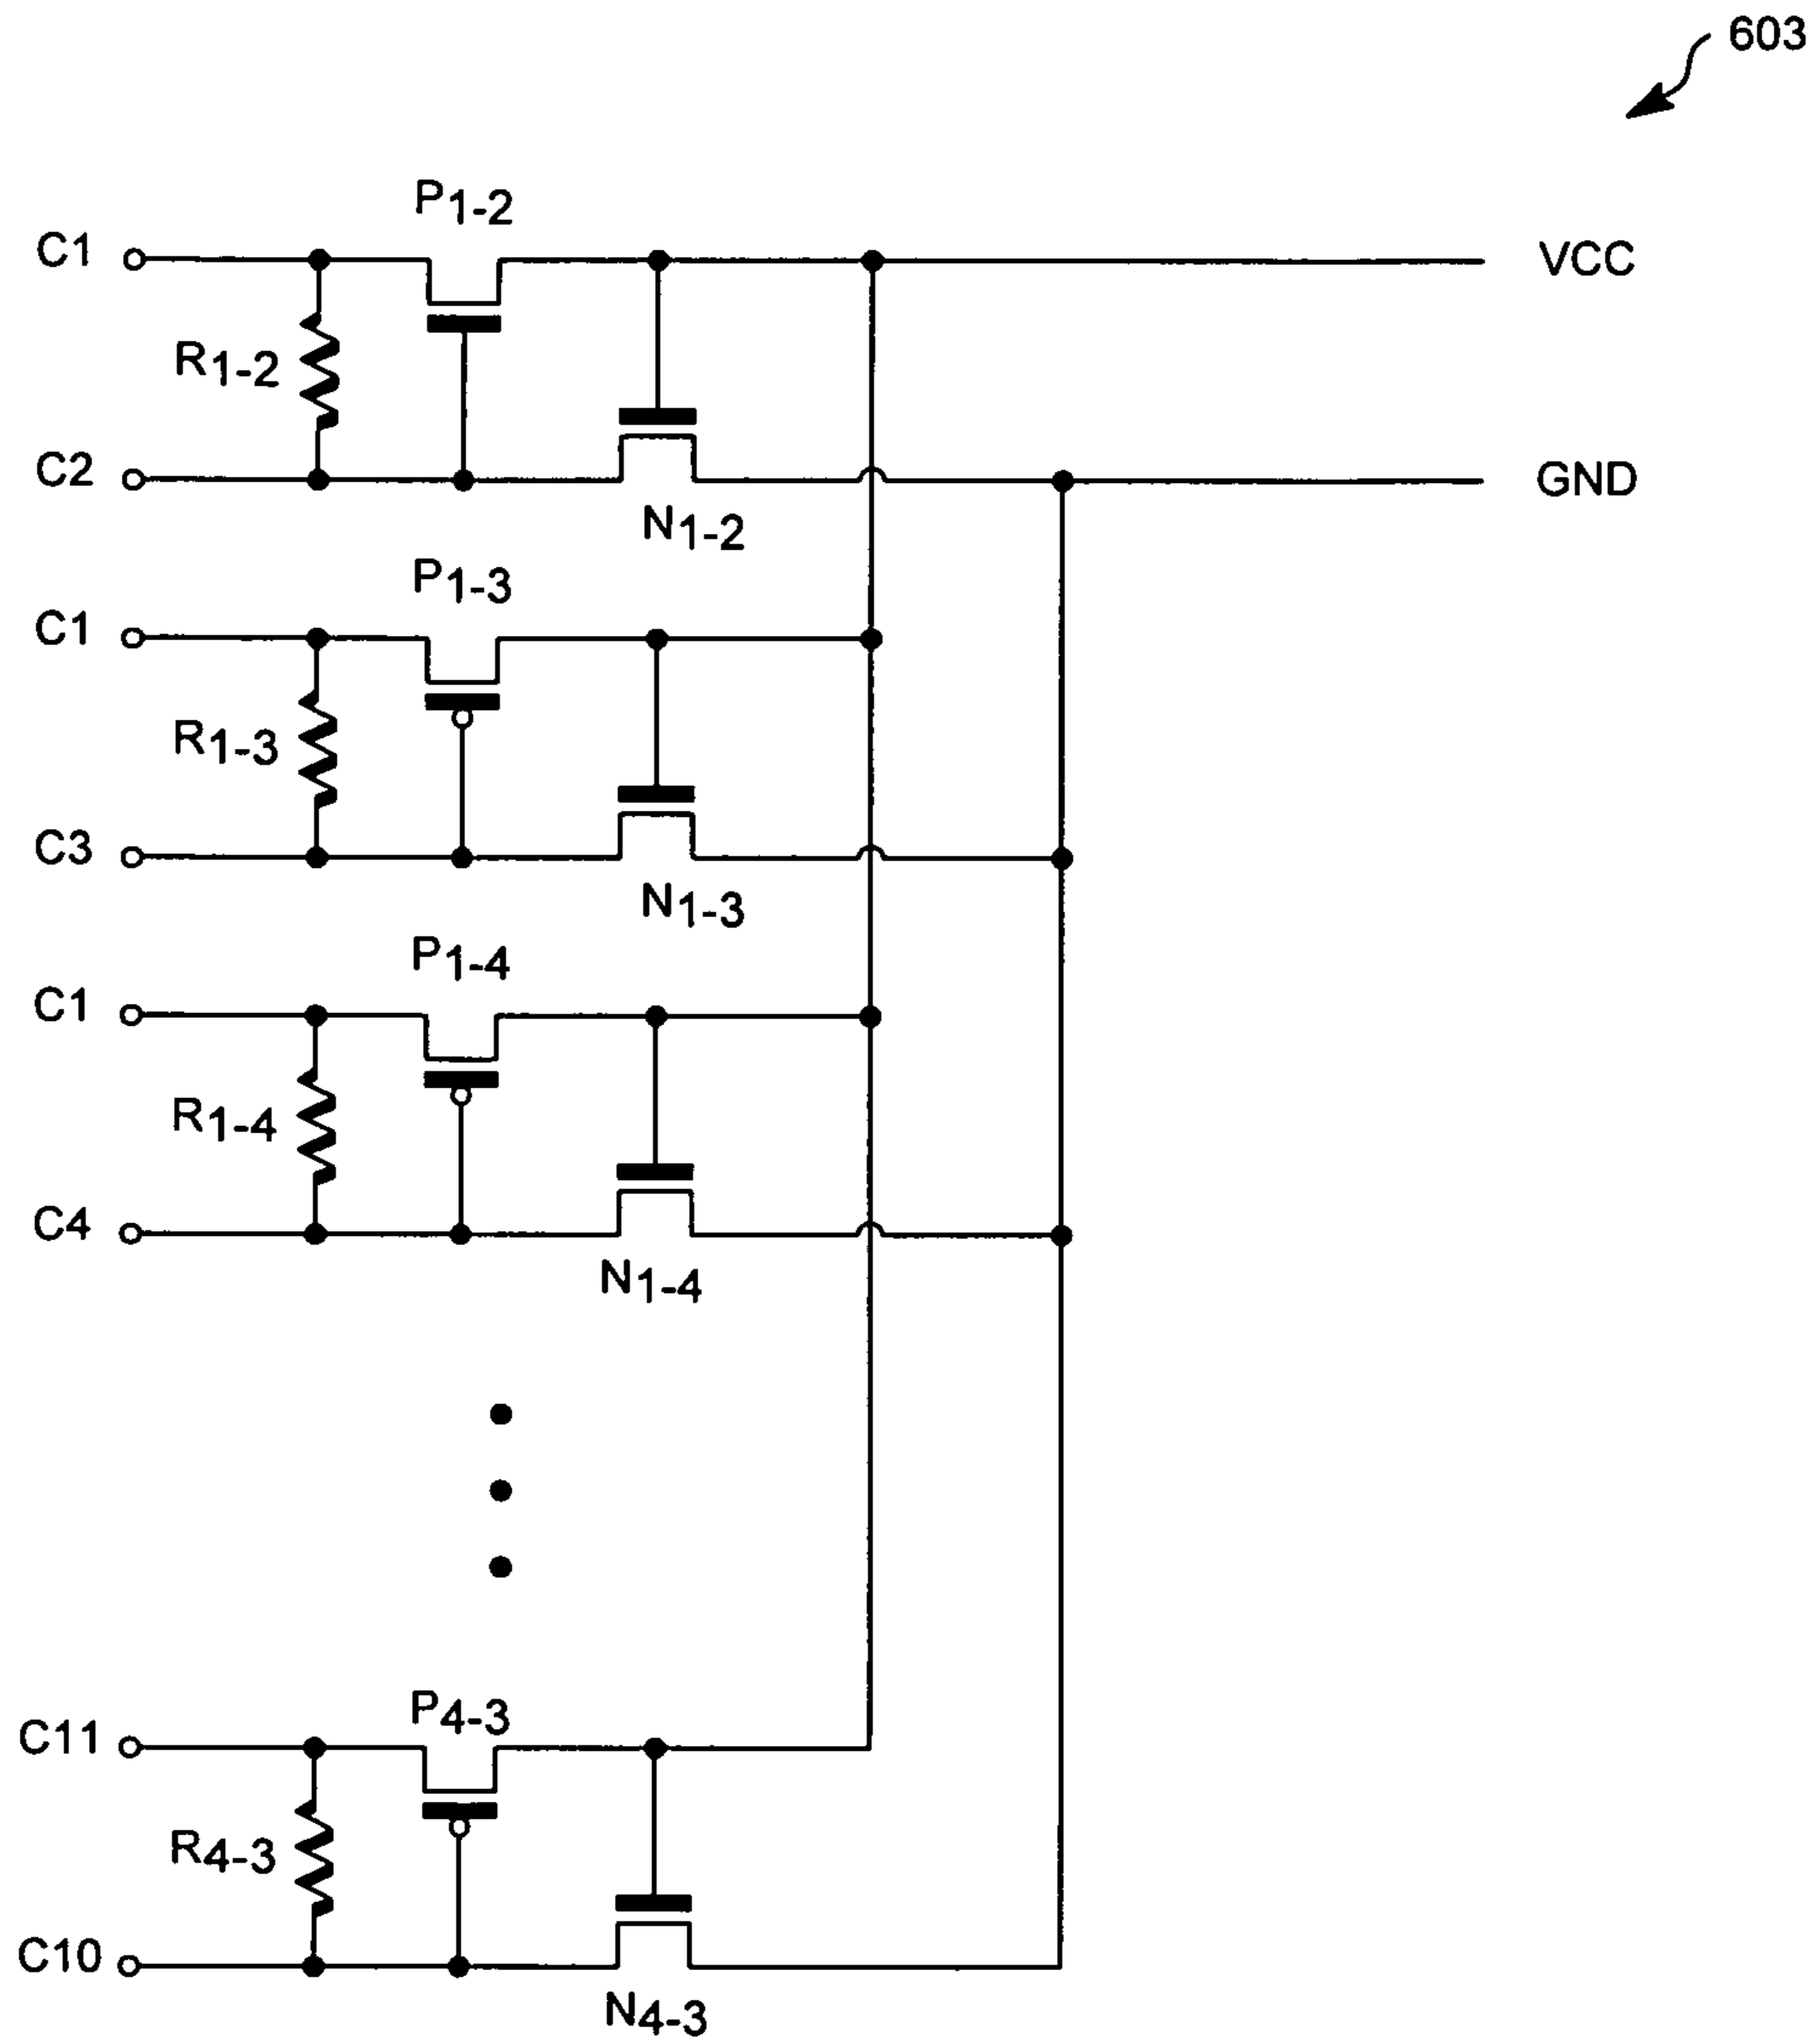 603
P1-2
C1
VCC
R1-2
C2
GND
N1-2
P1-3
C1
R1-3
C3
N1-3
P1-4
C1
R1-4
C4
N1-4
P4-3
C11
R4-3
C10
N4-3